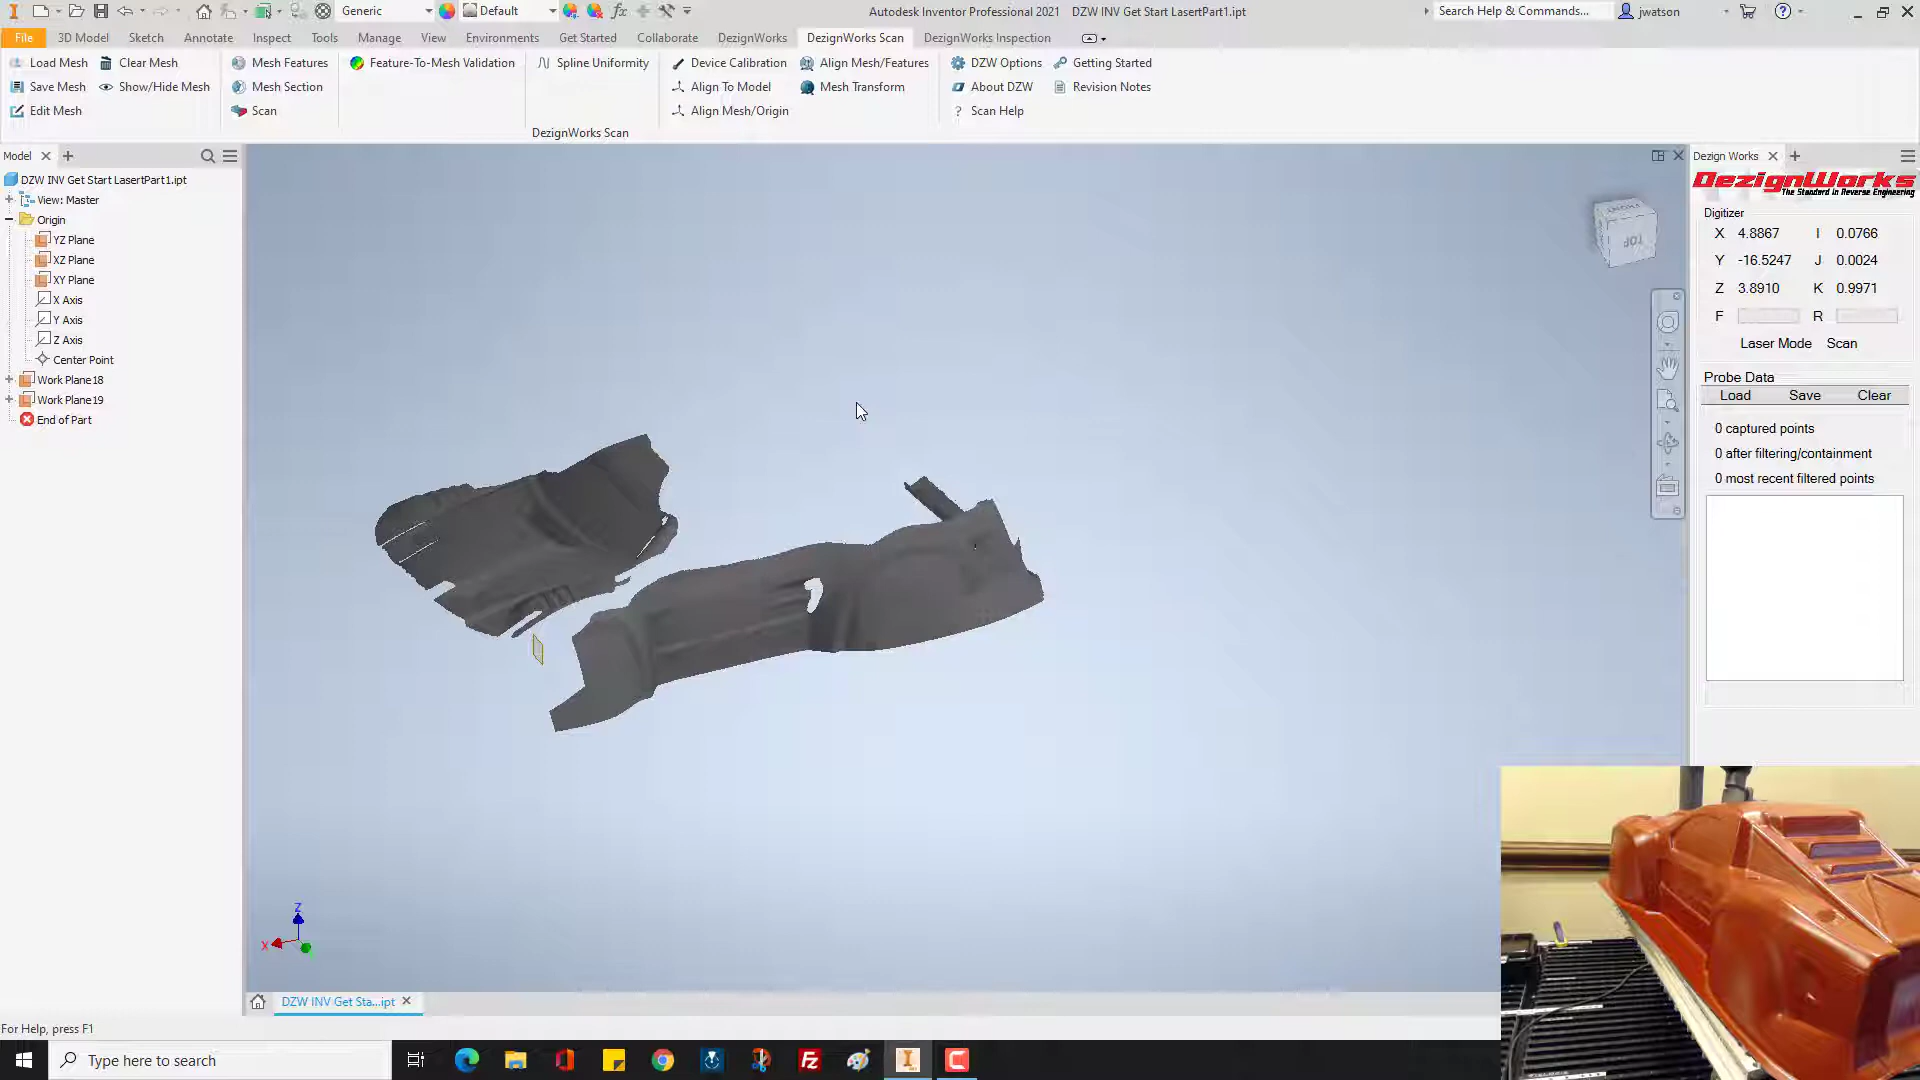 Generic
Default
fx
Autodesk Inventor Professional 2021 DZW INV Get Start LasertPart1.ipt
Search Help & Commands...
jwatson
File 3D Model Sketch Annotate Inspect Tools Manage View Environments Get Started Collaborate DezignWorks DezignWorks Scan DezignWorks Inspection
Load Mesh Clear Mesh Mesh Features Feature-To-Mesh Validation Spline Uniformity Device Calibration Align Mesh/Features DZW Options Getting Started
Save Mesh Show/Hide Mesh Mesh Section Align To Model Mesh Transform About DZW Revision Notes
Edit Mesh Scan Align Mesh/Origin ? Scan Help
DezignWorks Scan
Model
DZW INV Get Start LasertPart1.ipt
View: Master
Origin
YZ Plane
XZ Plane
XY Plane
X Axis
Y Axis
Z Axis
Center Point
Work Plane18
Work Plane19
End of Part
FRONT
TOP
Z
X
Dezign Works
DezignWorks
The Standard In Reverse Engineering
Digitizer
X 4.8867 I 0.0766
Y -16.5247 J 0.0024
Z 3.8910 K 0.9971
F R
Laser Mode Scan
Probe Data
Load Save Clear
0 captured points
0 after filtering/containment
0 most recent filtered points
DZW INV Get Sta...ipt
For Help, press F1
Type here to search
Fz
I
C